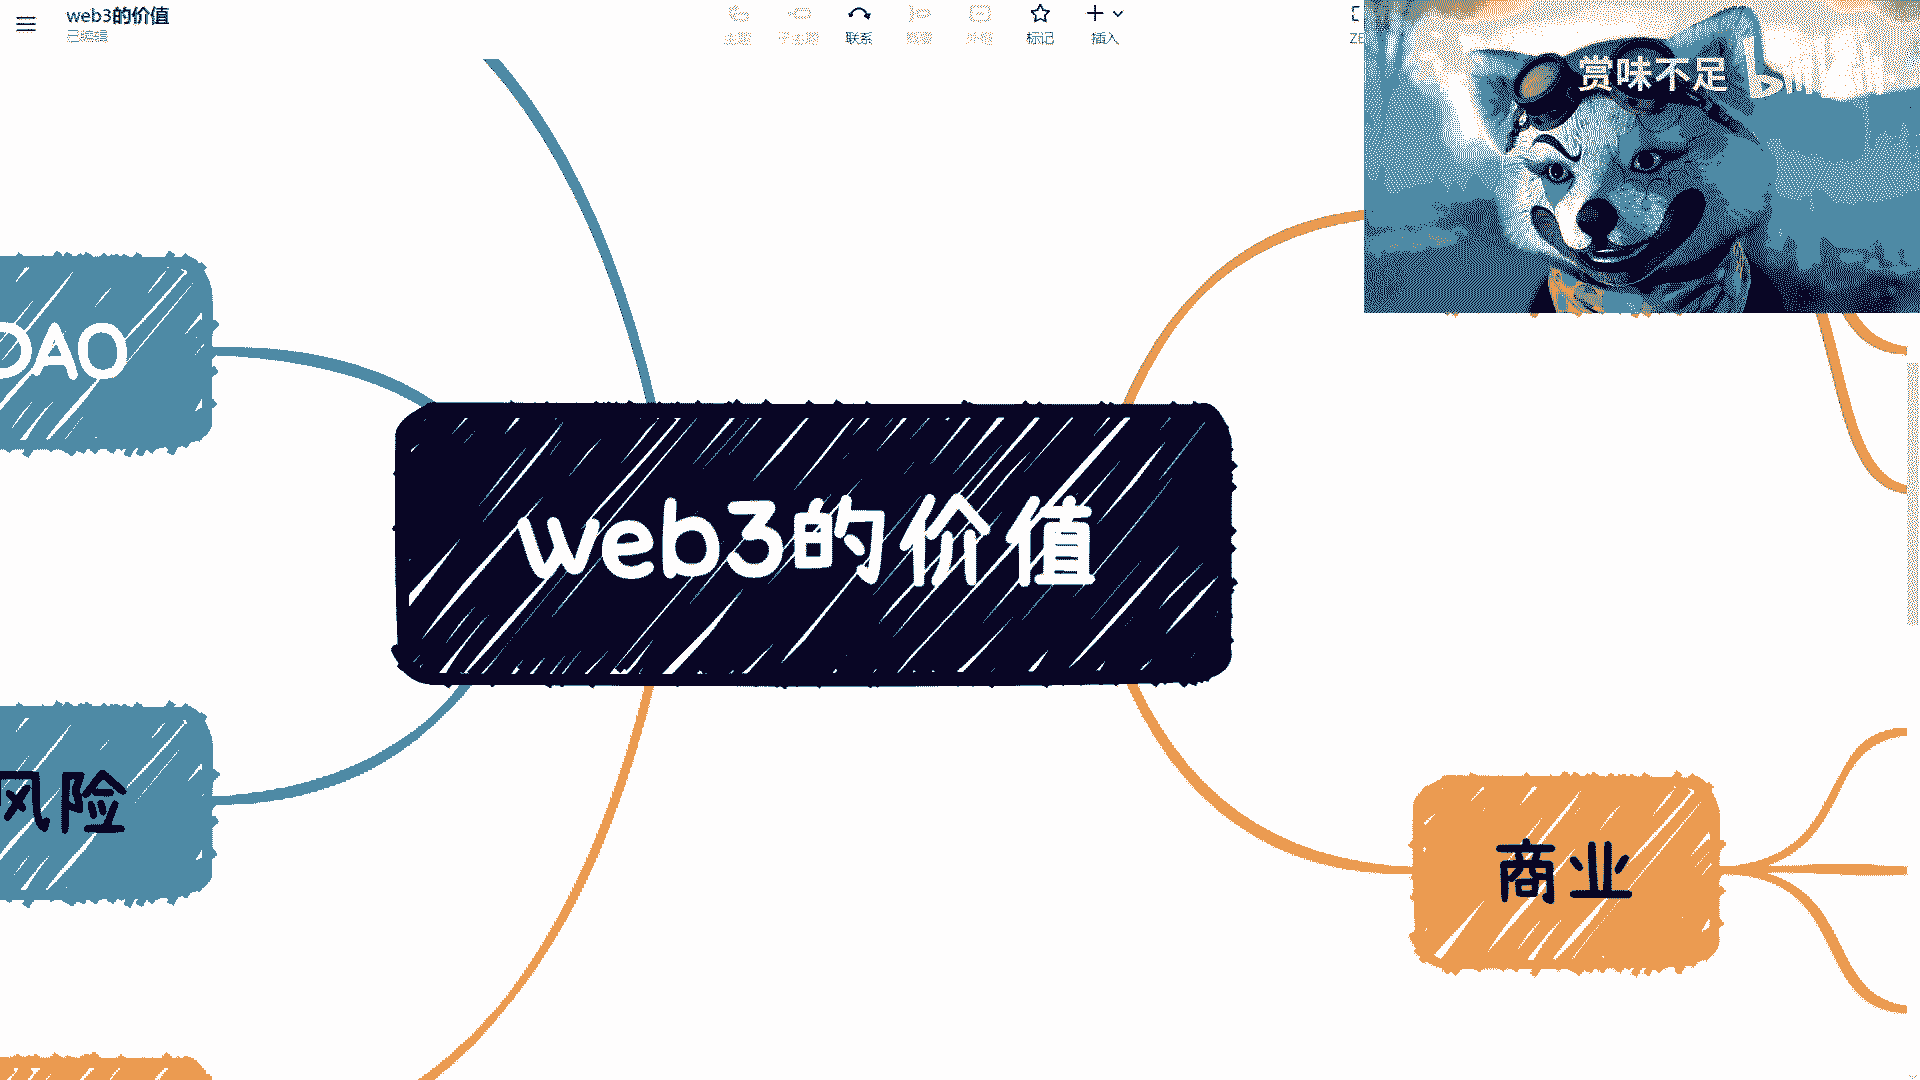 web3的价值
已编辑
主题
子主题
联系
概要
外框
标记
插入
ZE
赏味不足
bilibili
DAO
web3的价值
风险
商业